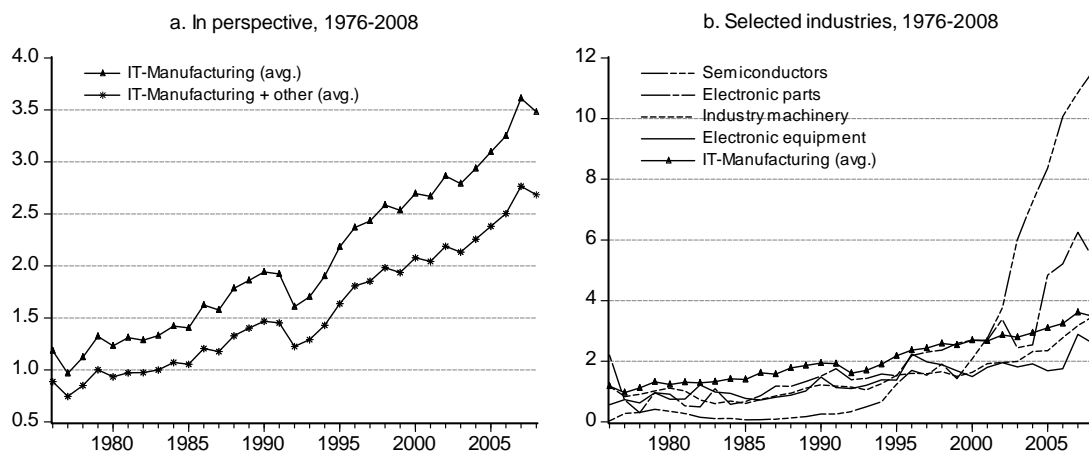 a. In perspective, 1976-2008
4.0
3.5
3.0
2.5
2.0
1.5
1.0
0.5
IT-Manufacturing (avg.)
IT-Manufacturing + other (avg.)
1980 1985 1990 1995 2000 2005
b. Selected industries, 1976-2008
12
10
8
6
4
2
0
Semiconductors
Electronic parts
Industry machinery
Electronic equipment
IT-Manufacturing (avg.)
1980 1985 1990 1995 2000 2005